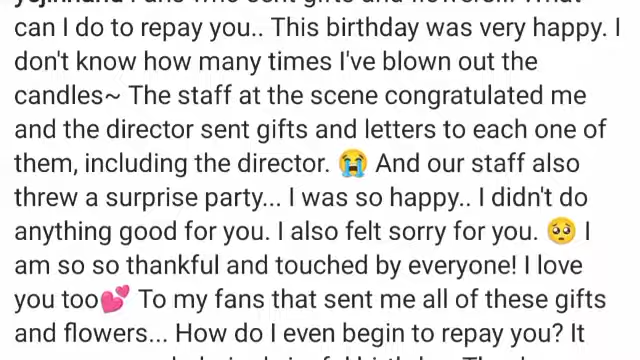 can I do to repay you.. This birthday was very happy. I
don't know how many times I've blown out the
candles~ The staff at the scene congratulated me
and the director sent gifts and letters to each one of
them, including the director. 😭 And our staff also
threw a surprise party... I was so happy.. I didn't do
anything good for you. I also felt sorry for you. 🥺 I
am so so thankful and touched by everyone! I love
you too💕 To my fans that sent me all of these gifts
and flowers... How do I even begin to repay you? It